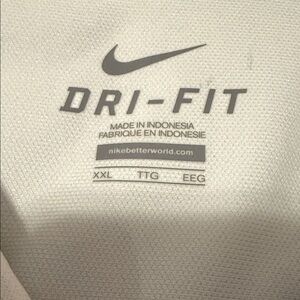 DRI-FIT
MADE IN INDONESIA
FABRIQUE EN INDONESIE
nikebetterworld.com
XXL TTG EEG